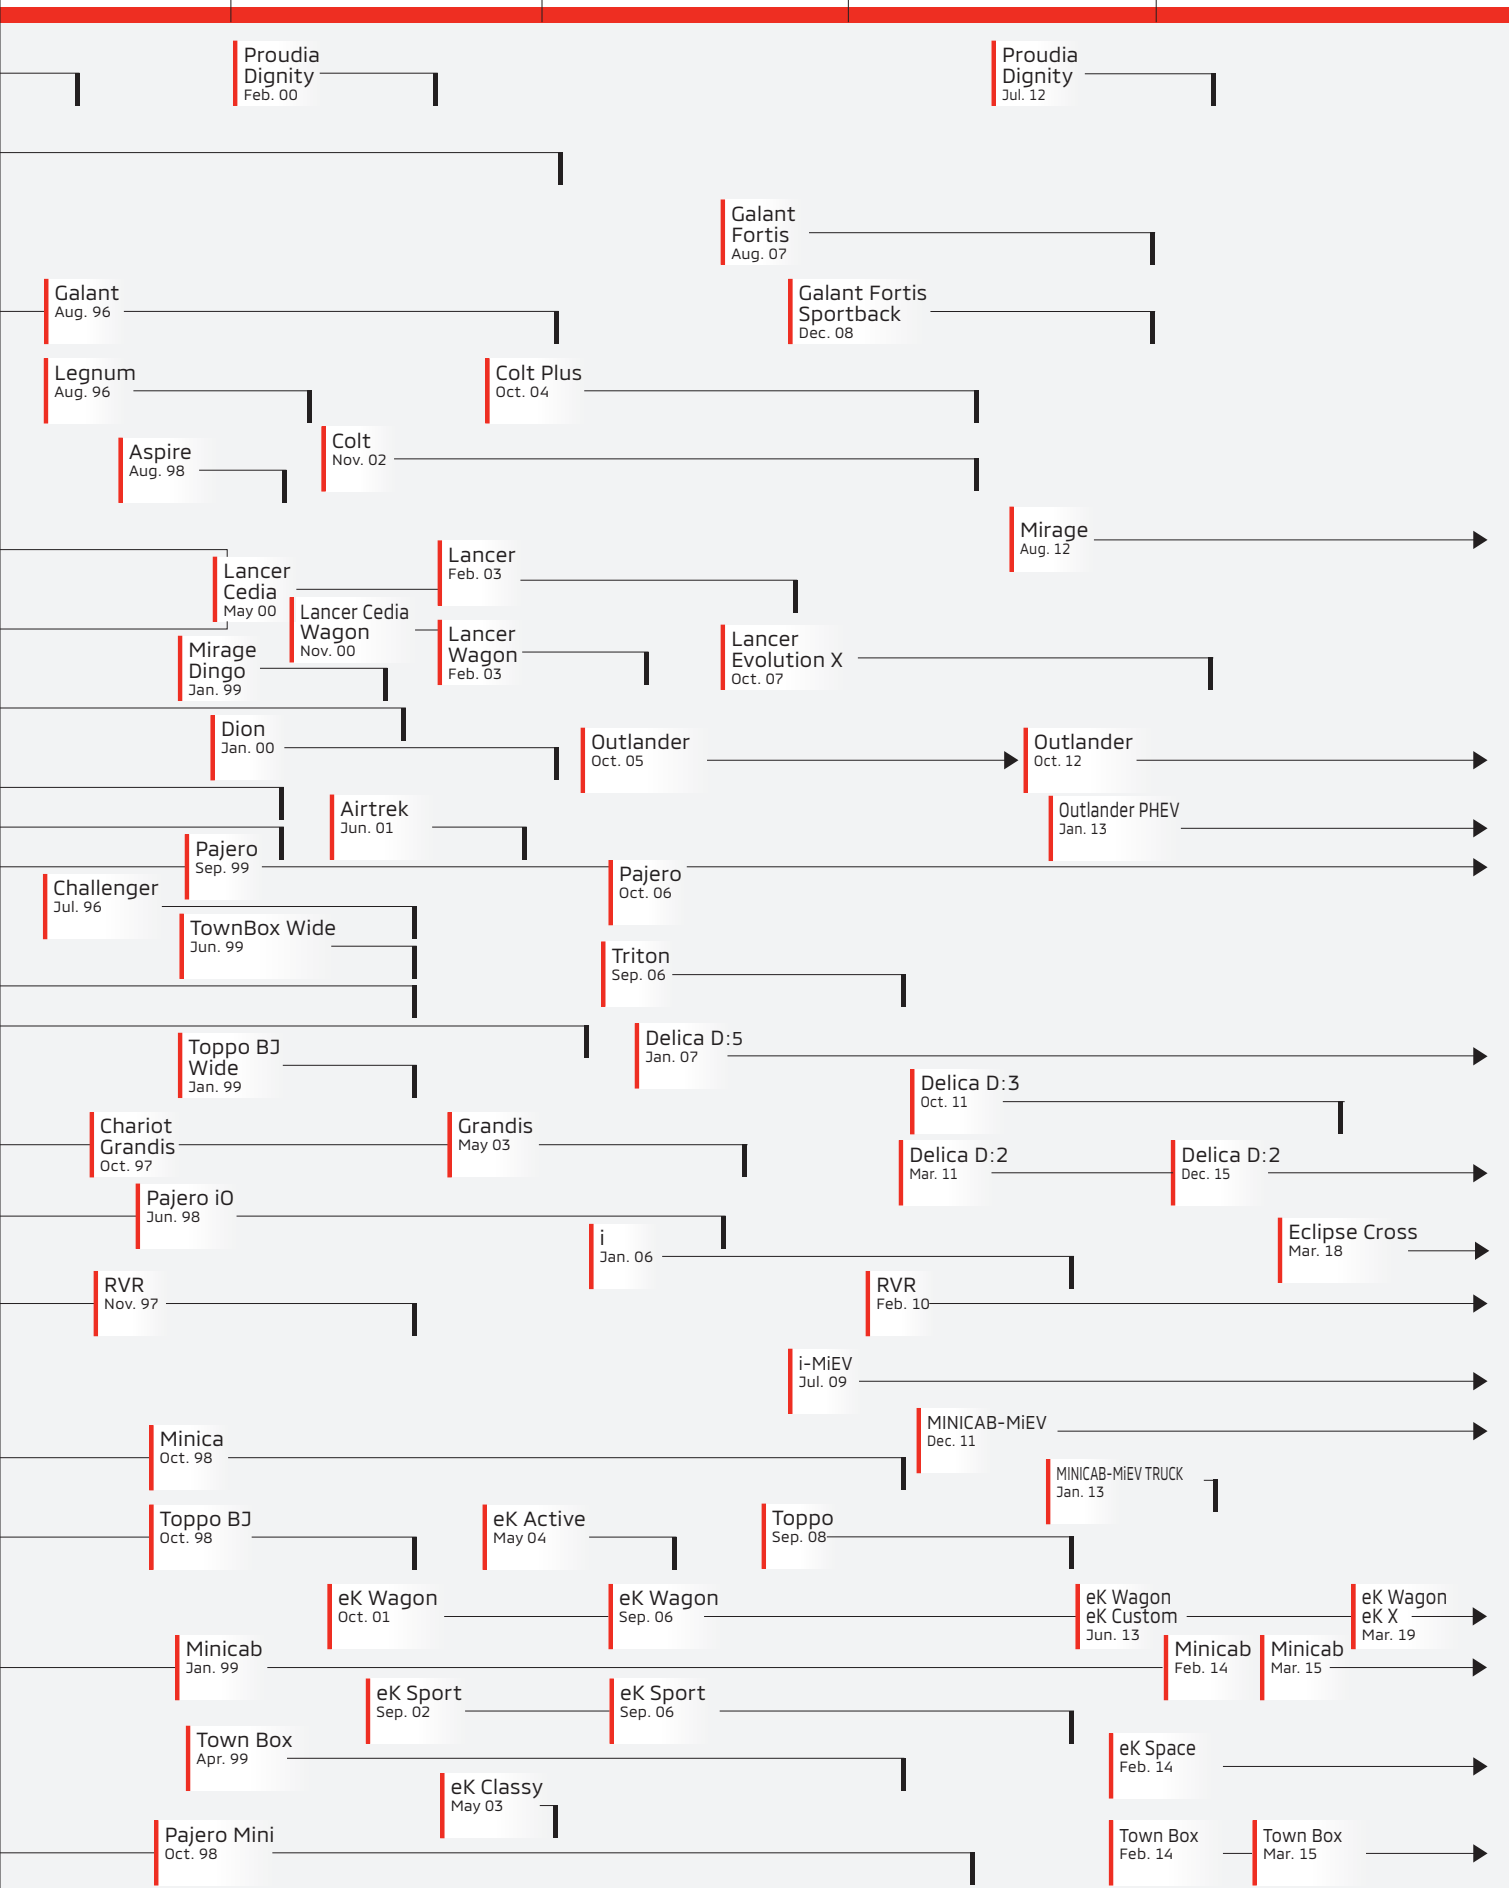 Proudia
Dignity
Feb. 00
Proudia
Dignity
Jul. 12
Galant
Fortis
Aug. 07
Galant
Aug. 96
Galant Fortis
Sportback
Dec. 08
Legnum
Aug. 96
Colt Plus
Oct. 04
Aspire
Aug. 98
Colt
Nov. 02
Mirage
Aug. 12
Lancer
Cedia
May 00
Lancer
Feb. 03
Lancer Cedia
Wagon
Nov. 00
Lancer
Wagon
Feb. 03
Lancer
Evolution X
Oct. 07
Mirage
Dingo
Jan. 99
Dion
Jan. 00
Outlander
Oct. 05
Outlander
Oct. 12
Airtrek
Jun. 01
Outlander PHEV
Jan. 13
Pajero
Sep. 99
Pajero
Oct. 06
Challenger
Jul. 96
TownBox Wide
Jun. 99
Triton
Sep. 06
Toppo BJ
Wide
Jan. 99
Delica D:5
Jan. 07
Delica D:3
Oct. 11
Chariot
Grandis
Oct. 97
Grandis
May 03
Delica D:2
Mar. 11
Delica D:2
Dec. 15
Pajero iO
Jun. 98
i
Jan. 06
Eclipse Cross
Mar. 18
RVR
Nov. 97
RVR
Feb. 10
i-MiEV
Jul. 09
Minica
Oct. 98
MINICAB-MiEV
Dec. 11
MINICAB-MiEV TRUCK
Jan. 13
Toppo BJ
Oct. 98
eK Active
May 04
Toppo
Sep. 08
eK Wagon
Oct. 01
eK Wagon
Sep. 06
eK Wagon
eK Custom
Jun. 13
eK Wagon
eK X
Mar. 19
Minicab
Jan. 99
Minicab
Feb. 14
Minicab
Mar. 15
eK Sport
Sep. 02
eK Sport
Sep. 06
Town Box
Apr. 99
eK Space
Feb. 14
eK Classy
May 03
Pajero Mini
Oct. 98
Town Box
Feb. 14
Town Box
Mar. 15